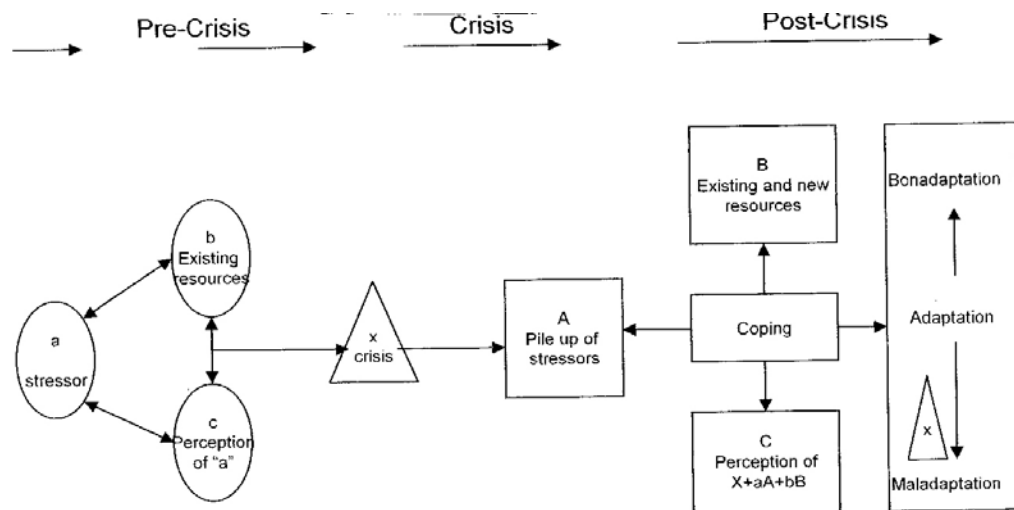 Pre-Crisis
Crisis
Post-Crisis
B
Existing and new
resources
Bonadaptation
b
Existing
resources
a
stressor
x
crisis
A
Pile up of
stressors
Coping
Adaptation
c
Perception
of "a"
C
Perception of
X+aA+bB
x
Maladaptation